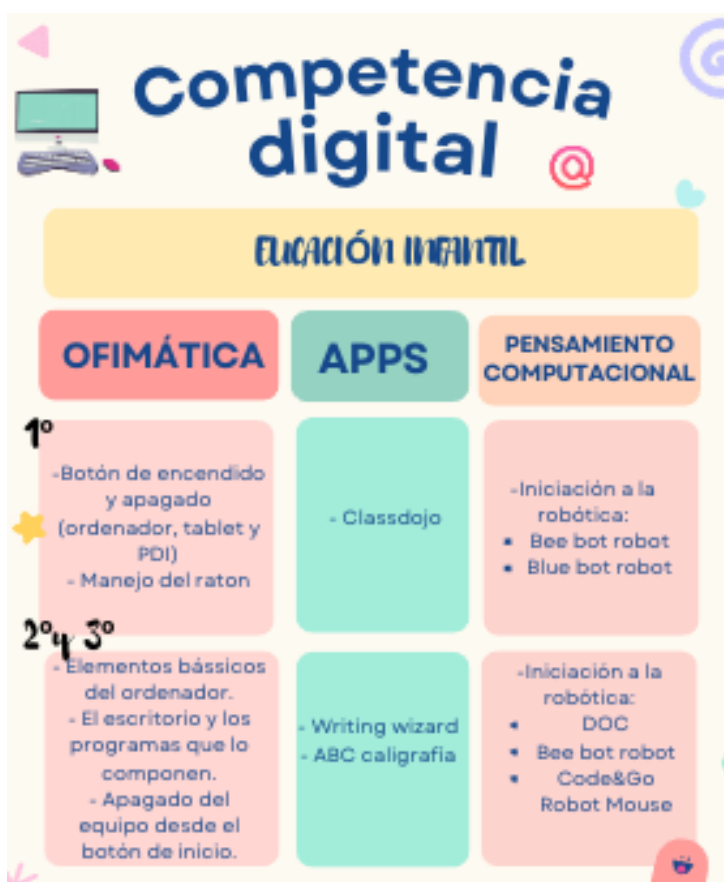 Competencia
digital
EUCACIÓN INFANTIL
OFIMÁTICA
APPS
PENSAMIENTO
COMPUTACIONAL
1º
-Botón de encendido
y apagado
(ordenador, tablet y
PDI)
- Manejo del raton
- Classdojo
-Iniciación a la
robótica:
• Bee bot robot
• Blue bot robot
2º y 3º
- Elementos bássicos
del ordenador.
- El escritorio y los
programas que lo
componen.
- Apagado del
equipo desde el
botón de inicio.
- Writing wizard
- ABC caligrafia
-Iniciación a la
robótica:
• DOC
• Bee bot robot
• Code&Go
Robot Mouse